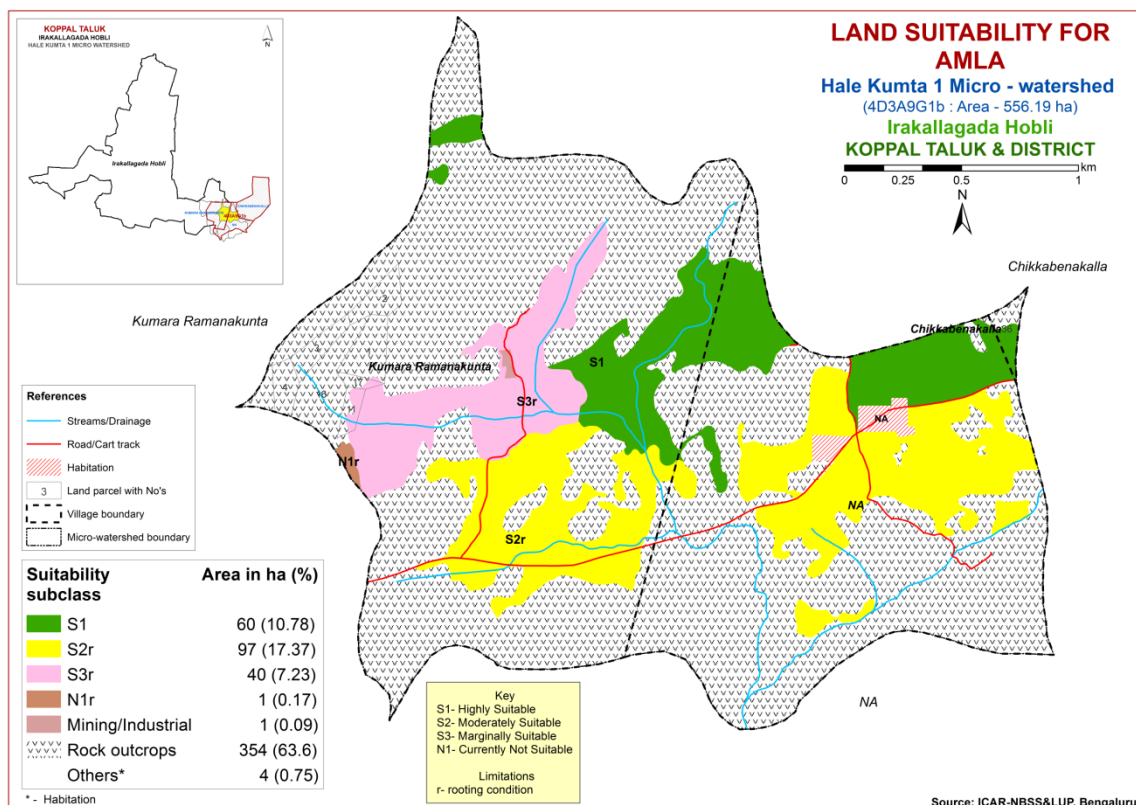 KOPPAL TALUK
IRAKALLAGADA HOBLI
HALE KUMTA 1 MICRO WATERSHED
N
Irakallagada Hobli
LAND SUITABILITY FOR
AMLA
Hale Kumta 1 Micro - watershed
(4D3A9G1b : Area - 556.19 ha)
Irakallagada Hobli
KOPPAL TALUK & DISTRICT
km
0 0.25 0.5 1
N
Chikkabenakalla
Kumara Ramanakunta
2
Chikkabenakalla
S1
Kumara Ramanakunta
17
S3r
11
NA
N1r
NA
S2r
NA
References
Streams/Drainage
Road/Cart track
Habitation
3 Land parcel with No's
Village boundary
Micro-watershed boundary
Suitability subclass Area in ha (%)
S1 60 (10.78)
S2r 97 (17.37)
S3r 40 (7.23)
N1r 1 (0.17)
Mining/Industrial 1 (0.09)
Rock outcrops 354 (63.6)
Others* 4 (0.75)
* - Habitation
Key
S1- Highly Suitable
S2- Moderately Suitable
S3- Marginally Suitable
N1- Currently Not Suitable
Limitations
r- rooting condition
Source: ICAR-NBSS&LUP, Bengaluru